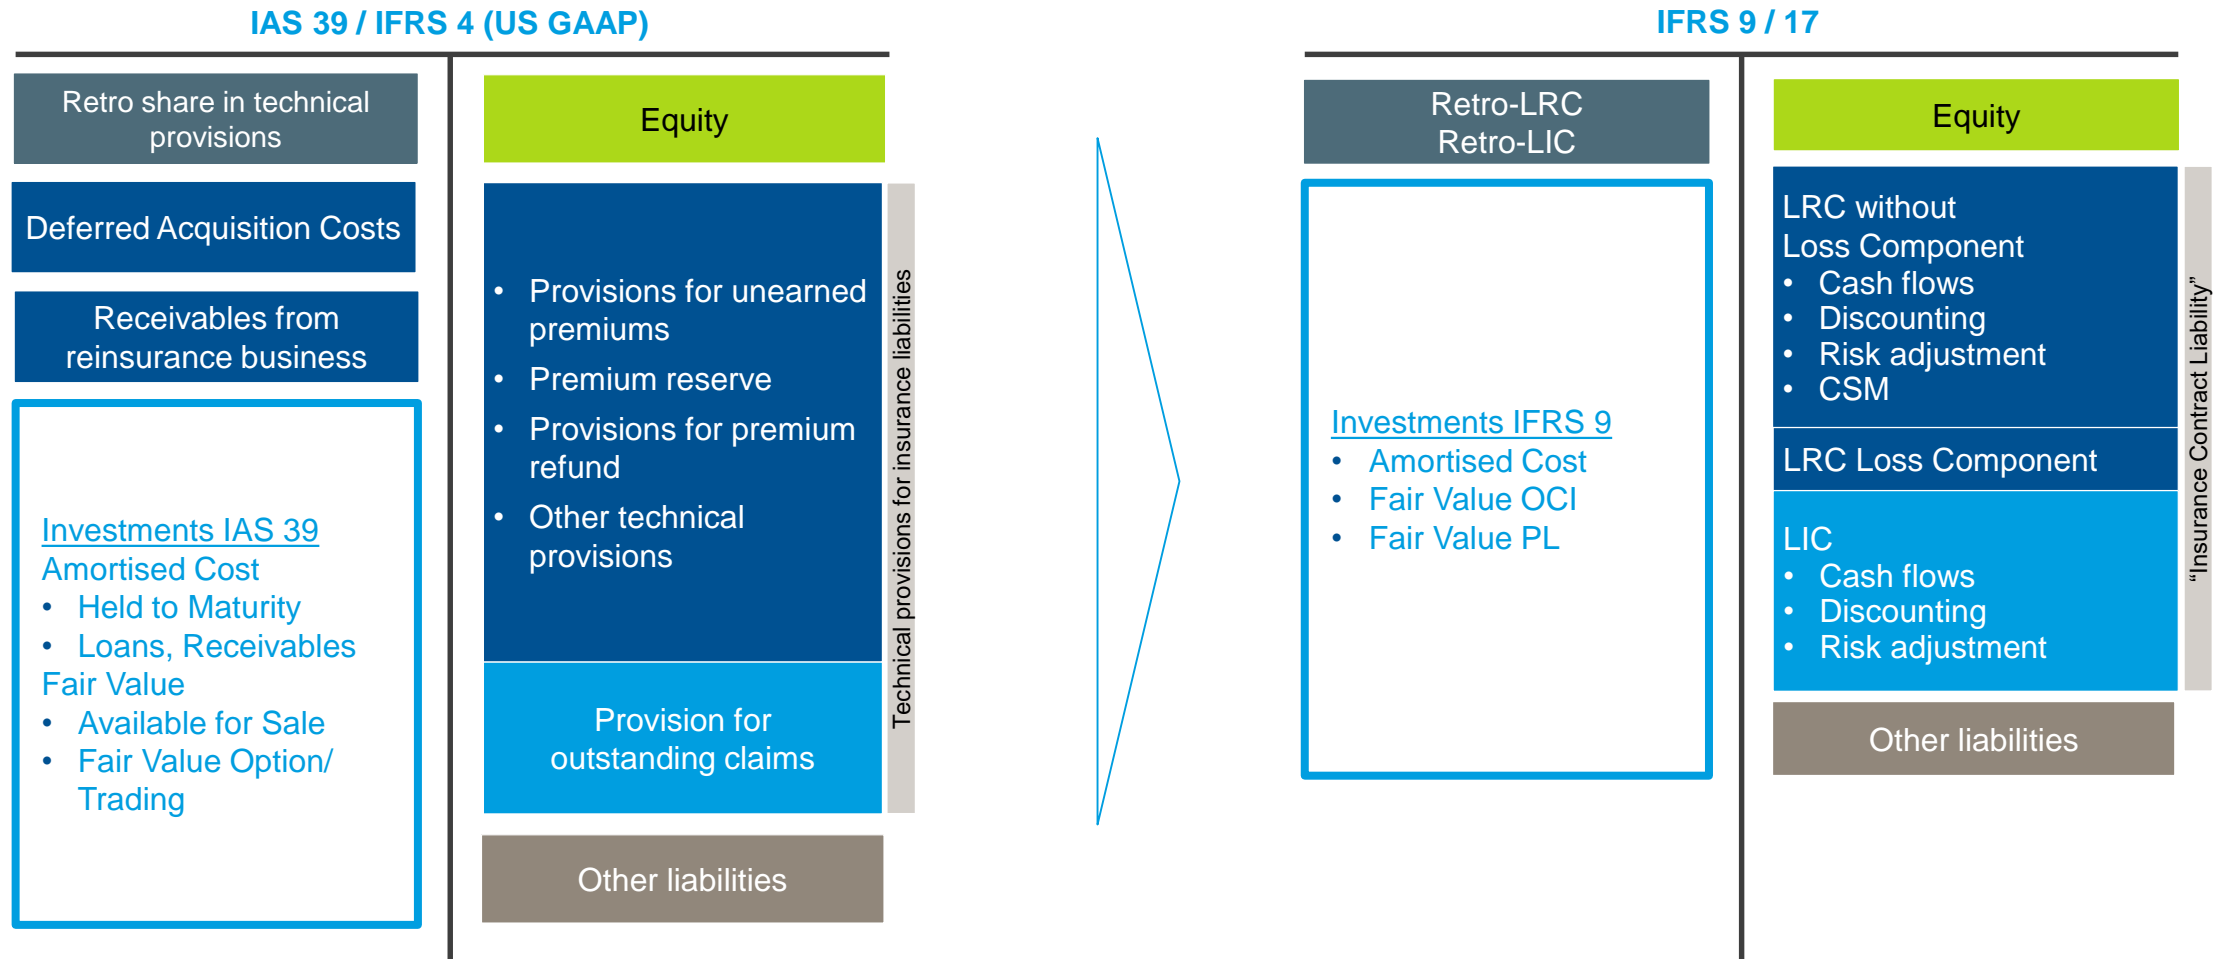 IAS 39 / IFRS 4 (US GAAP)
Retro share in technical
provisions
Deferred Acquisition Costs
Receivables from
reinsurance business
Investments IAS 39
Amortised Cost
• Held to Maturity
• Loans, Receivables
Fair Value
• Available for Sale
• Fair Value Option/
Trading
Equity
• Provisions for unearned
premiums
• Premium reserve
• Provisions for premium
refund
• Other technical
provisions
Provision for
outstanding claims
Technical provisions for insurance liabilities
Other liabilities
IFRS 9 / 17
Retro-LRC
Retro-LIC
Investments IFRS 9
• Amortised Cost
• Fair Value OCI
• Fair Value PL
Equity
LRC without
Loss Component
• Cash flows
• Discounting
• Risk adjustment
• CSM
LRC Loss Component
LIC
• Cash flows
• Discounting
• Risk adjustment
“Insurance Contract Liability”
Other liabilities